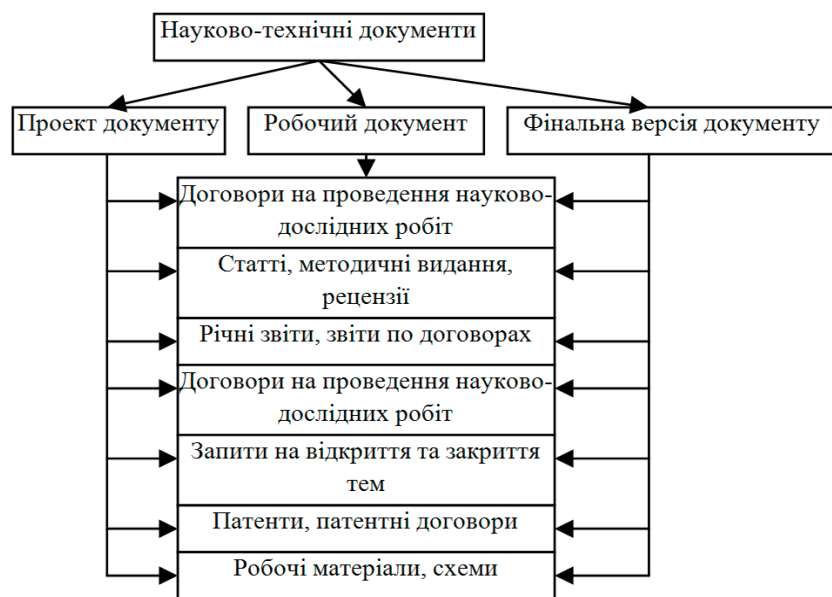 Науково-технічні документи
Проект документу
Робочий документ
Фінальна версія документу
Договори на проведення науково-
дослідних робіт
Статті, методичні видання,
рецензії
Річні звіти, звіти по договорах
Договори на проведення науково-
дослідних робіт
Запити на відкриття та закриття
тем
Патенти, патентні договори
Робочі матеріали, схеми